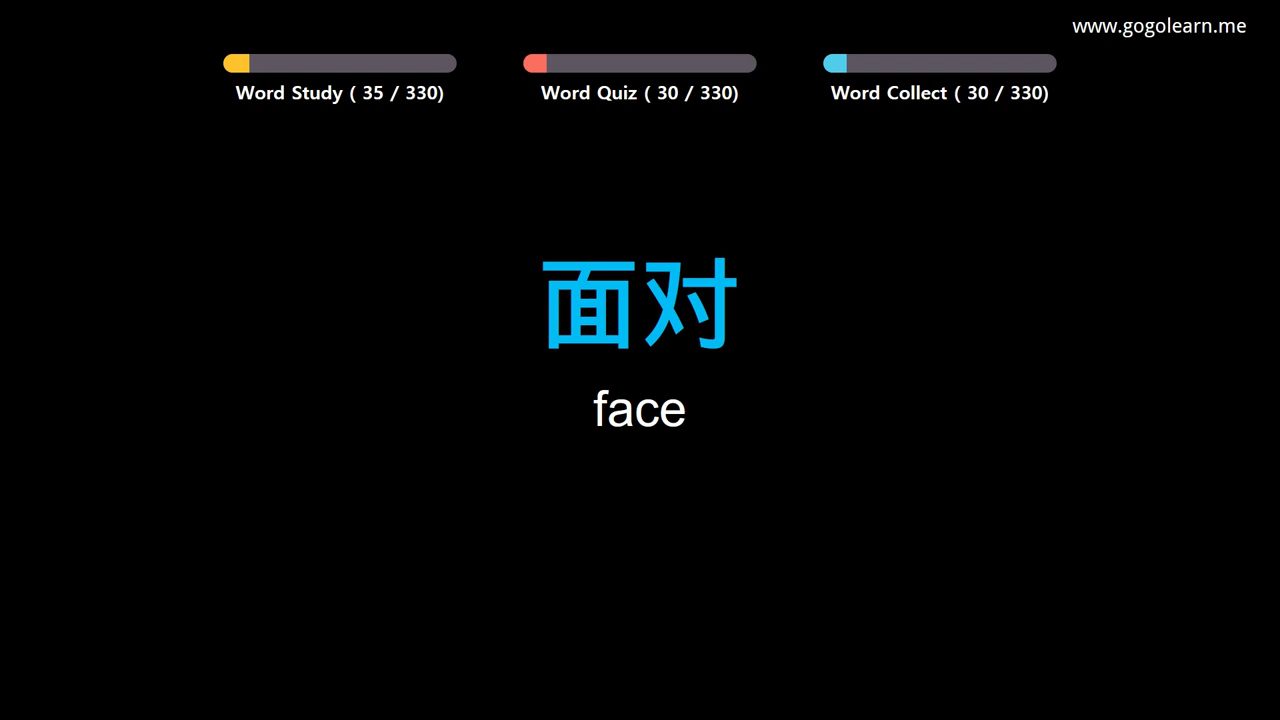 www.gogolearn.me
Word Study ( 35 / 330)
Word Quiz ( 30 / 330)
Word Collect ( 30 / 330)
面对
face